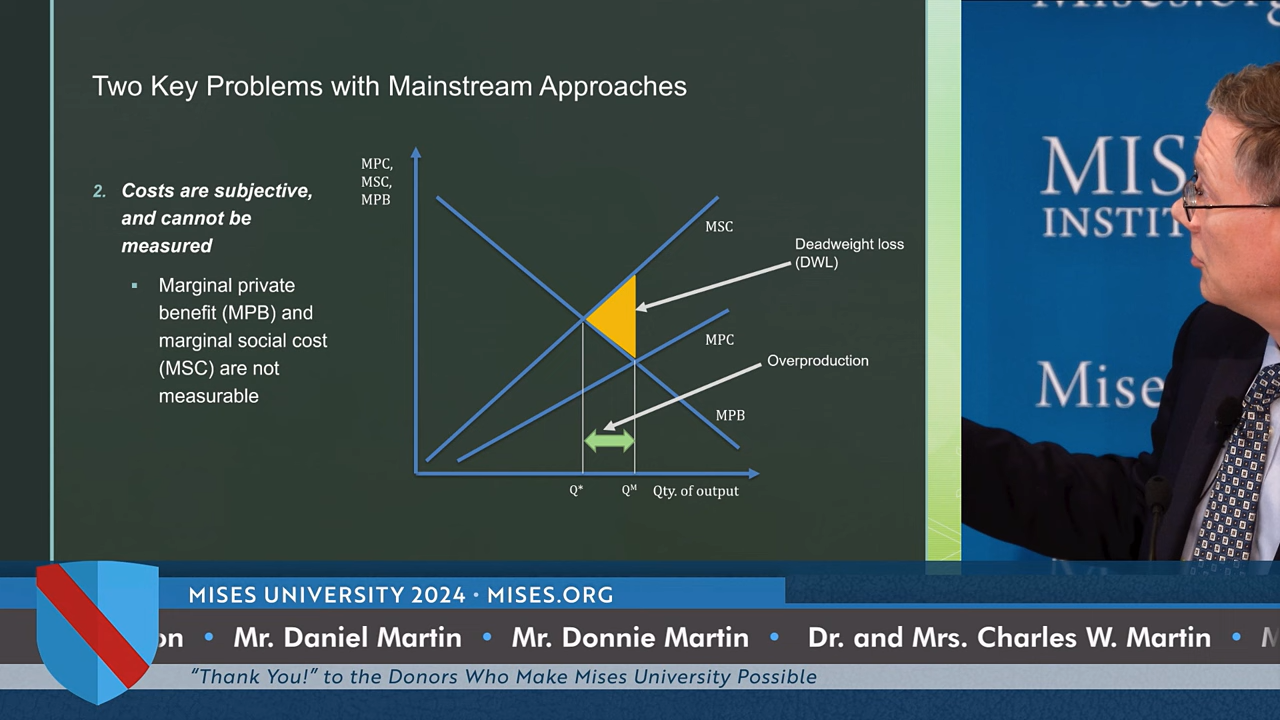 Two Key Problems with Mainstream Approaches
2. Costs are subjective,
and cannot be
measured
▪ Marginal private
benefit (MPB) and
marginal social cost
(MSC) are not
measurable
MPC,
MSC,
MPB
MSC
Deadweight loss
(DWL)
MPC
Overproduction
MPB
Q*
Qᴹ
Qty. of output
Mises.org
MIS
INSTIT
Mise
MISES UNIVERSITY 2024 • MISES.ORG
on • Mr. Daniel Martin • Mr. Donnie Martin • Dr. and Mrs. Charles W. Martin • M
“Thank You!” to the Donors Who Make Mises University Possible